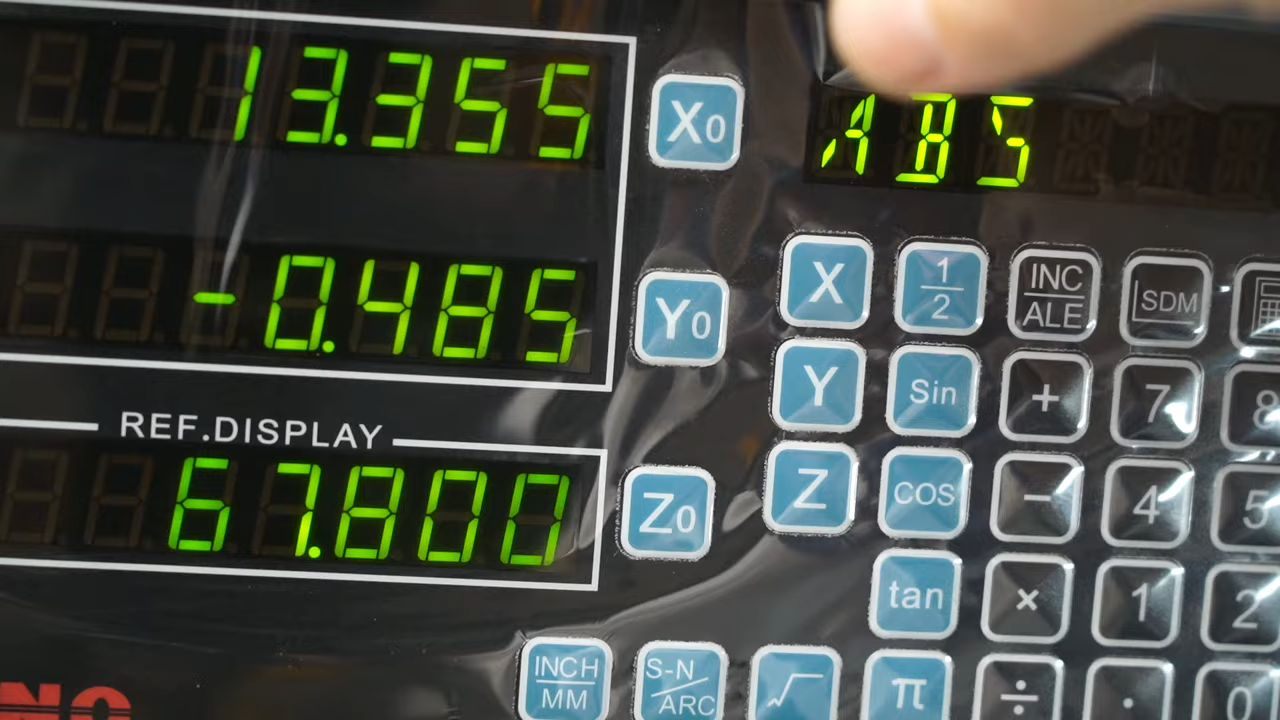 13.355
X0
ABS
-0.485
Y0
X
1/2
INC
ALE
SDM
Y
Sin
+
7
8
REF.DISPLAY
67.800
Z0
Z
COS
−
4
5
tan
×
1
2
INCH
MM
S-N
ARC
√
π
÷
.
0